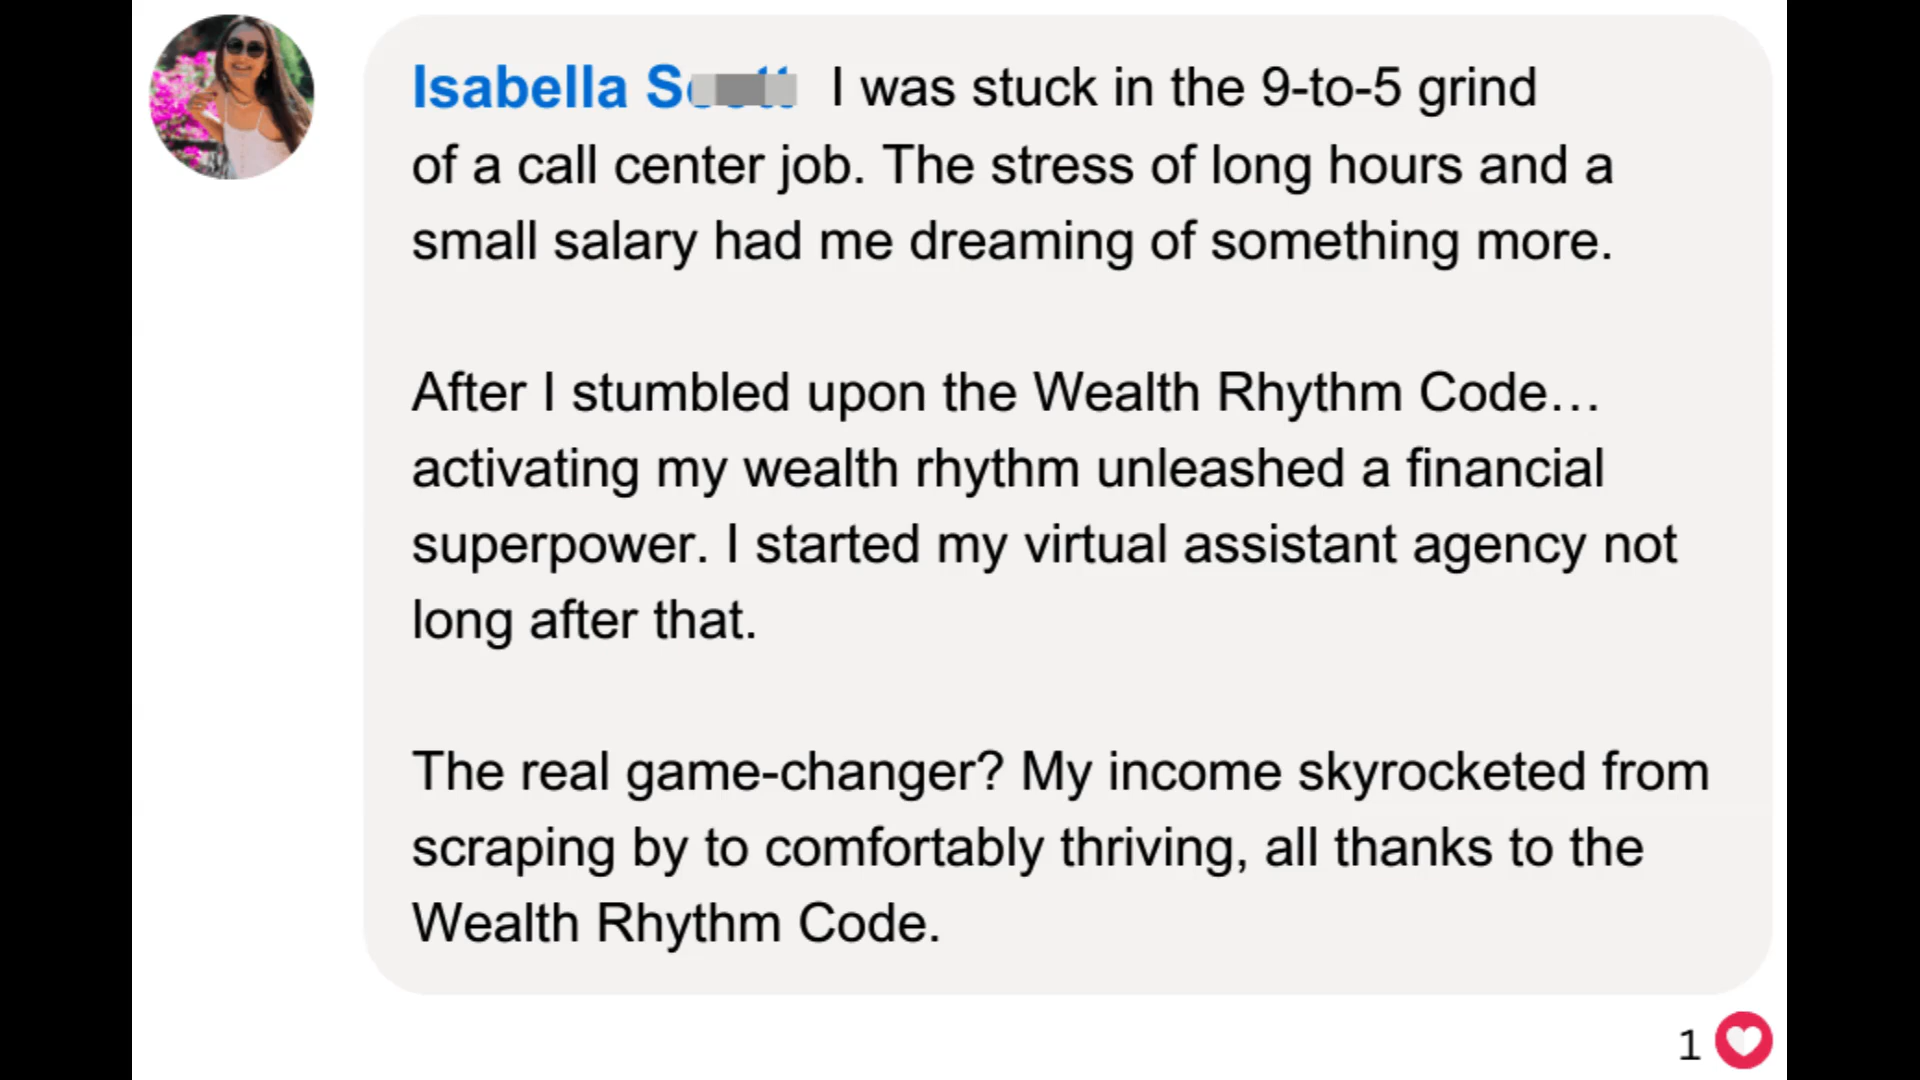 Isabella I was stuck in the 9-to-5 grind
of a call center job. The stress of long hours and a
small salary had me dreaming of something more.
After I stumbled upon the Wealth Rhythm Code…
activating my wealth rhythm unleashed a financial
superpower. I started my virtual assistant agency not
long after that.
The real game-changer? My income skyrocketed from
scraping by to comfortably thriving, all thanks to the
Wealth Rhythm Code.
1